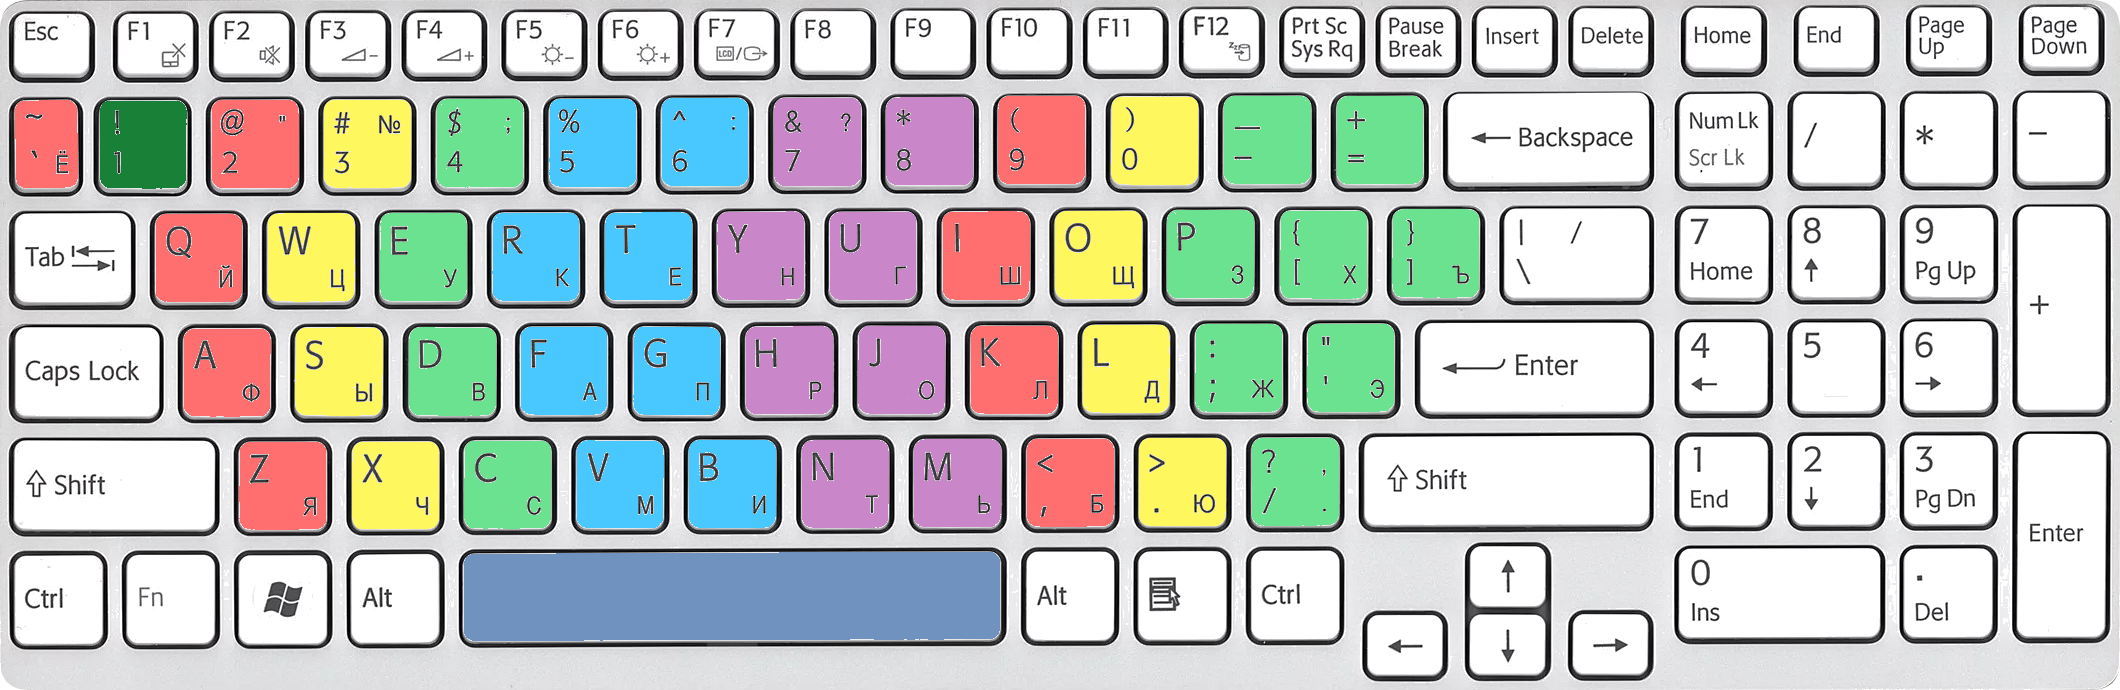 Esc F1 F2 F3 F4 F5 F6 F7 F8 F9 F10 F11 F12 Prt Sc Pause Insert Delete Home End Page Page
LCD / zz Sys Rq Break Up Down
~ ! @ " # № $ ; % ^ : & ? * ( ) _ + ← Backspace Num Lk / * −
` Ё 1 2 3 4 5 6 7 8 9 0 - = Scr Lk
Tab Q W E R T Y U I O P { } | / 7 8 9 +
Й Ц У К Е Н Г Ш Щ З [ Х ] Ъ \ Home ↑ Pg Up
Caps Lock A S D F G H J K L : " Enter 4 5 6
Ф Ы В А П Р О Л Д ; Ж ' Э ← →
Shift Z X C V B N M < > ? , Shift 1 2 3 Enter
Я Ч С М И Т Ь , Б . Ю / . End ↓ Pg Dn
Ctrl Fn Alt Alt Ctrl ↑ 0 .
← ↓ → Ins Del